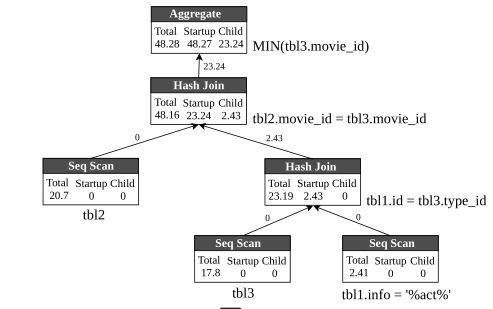 Aggregate
Total Startup Child
48.28 48.27 23.24
MIN(tbl3.movie_id)
23.24
Hash Join
Total Startup Child
48.16 23.24 2.43
tbl2.movie_id = tbl3.movie_id
0
2.43
Seq Scan
Total Startup Child
20.7 0 0
tbl2
Hash Join
Total Startup Child
23.19 2.43 0
tbl1.id = tbl3.type_id
0
0
Seq Scan
Total Startup Child
17.8 0 0
tbl3
Seq Scan
Total Startup Child
2.41 0 0
tbl1.info = '%act%'